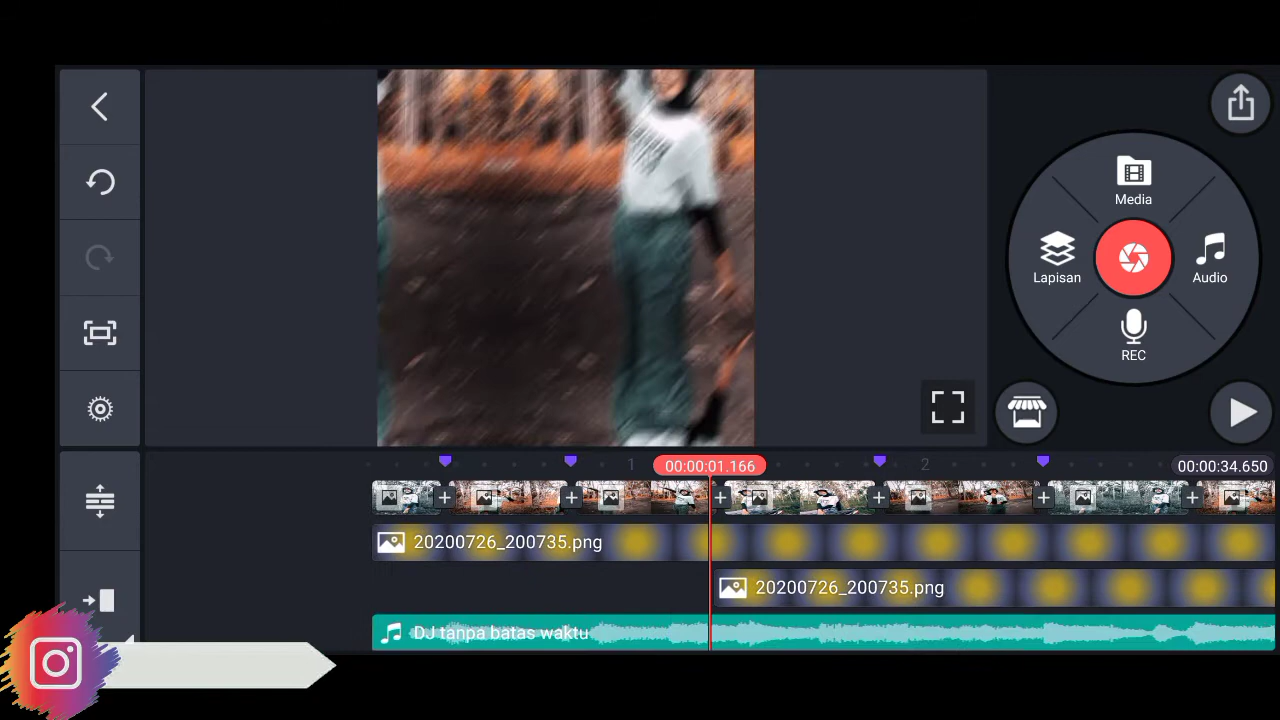 Media
Lapisan
Audio
REC
1
00:00:01.166
2
00:00:34.650
20200726_200735.png
20200726_200735.png
DJ tanpa batas waktu